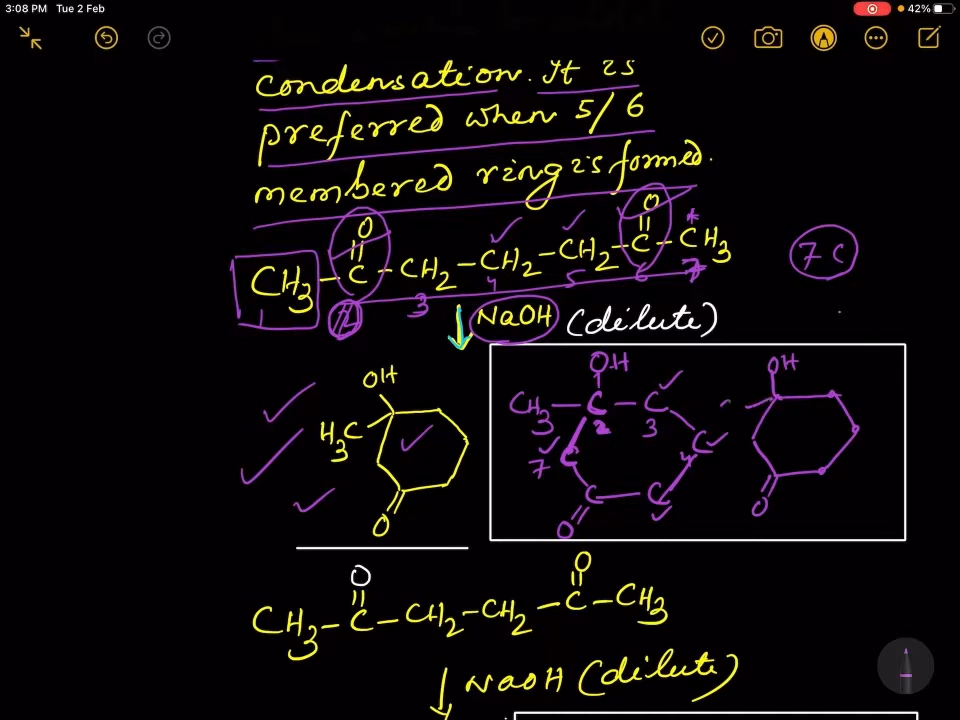 3:08 PM Tue 2 Feb
42%
condensation. It is
preferred when 5/6
membered ring is formed.
O O
CH3 - C - CH2 - CH2 - CH2 - C - CH3 *
1 2 3 4 5 6 7
7 C
NaOH (dilute)
OH
H3C
O
OH
CH3 - C - C
2 3
7 C C 4
C C
O
OH
O
O O
CH3 - C - CH2 - CH2 - C - CH3
NaOH (dilute)